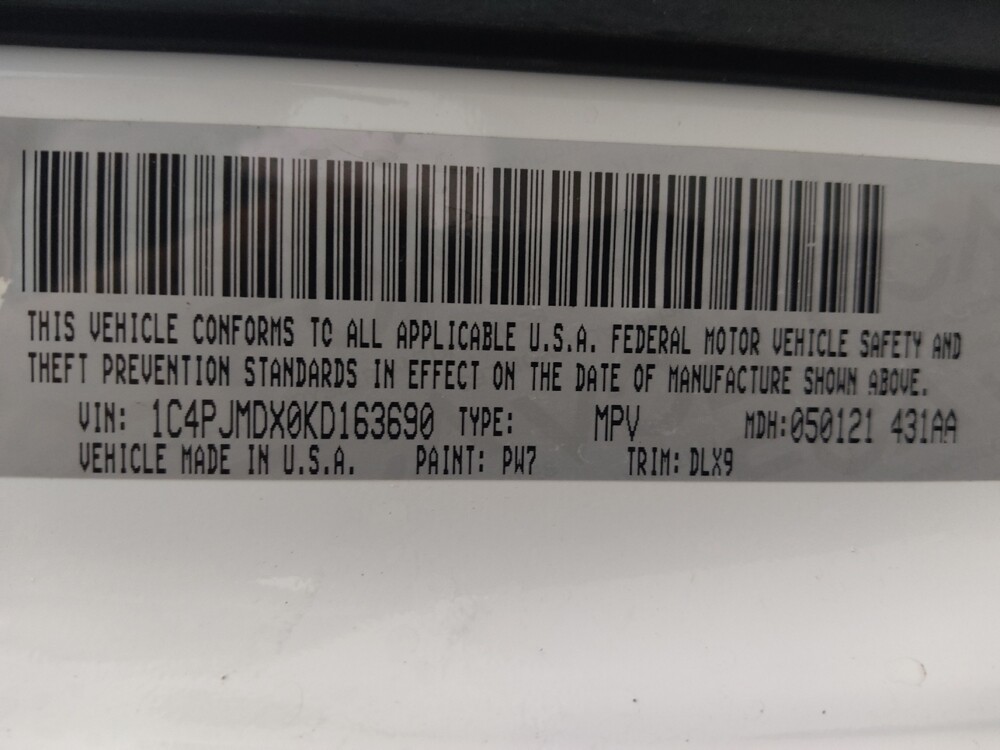 THIS VEHICLE CONFORMS TO ALL APPLICABLE U.S.A. FEDERAL MOTOR VEHICLE SAFETY AND
THEFT PREVENTION STANDARDS IN EFFECT ON THE DATE OF MANUFACTURE SHOWN ABOVE.
VIN: 1C4PJMDX0KD163690 TYPE: MPV MDH:050121 431AA
VEHICLE MADE IN U.S.A. PAINT: PW7 TRIM: DLX9